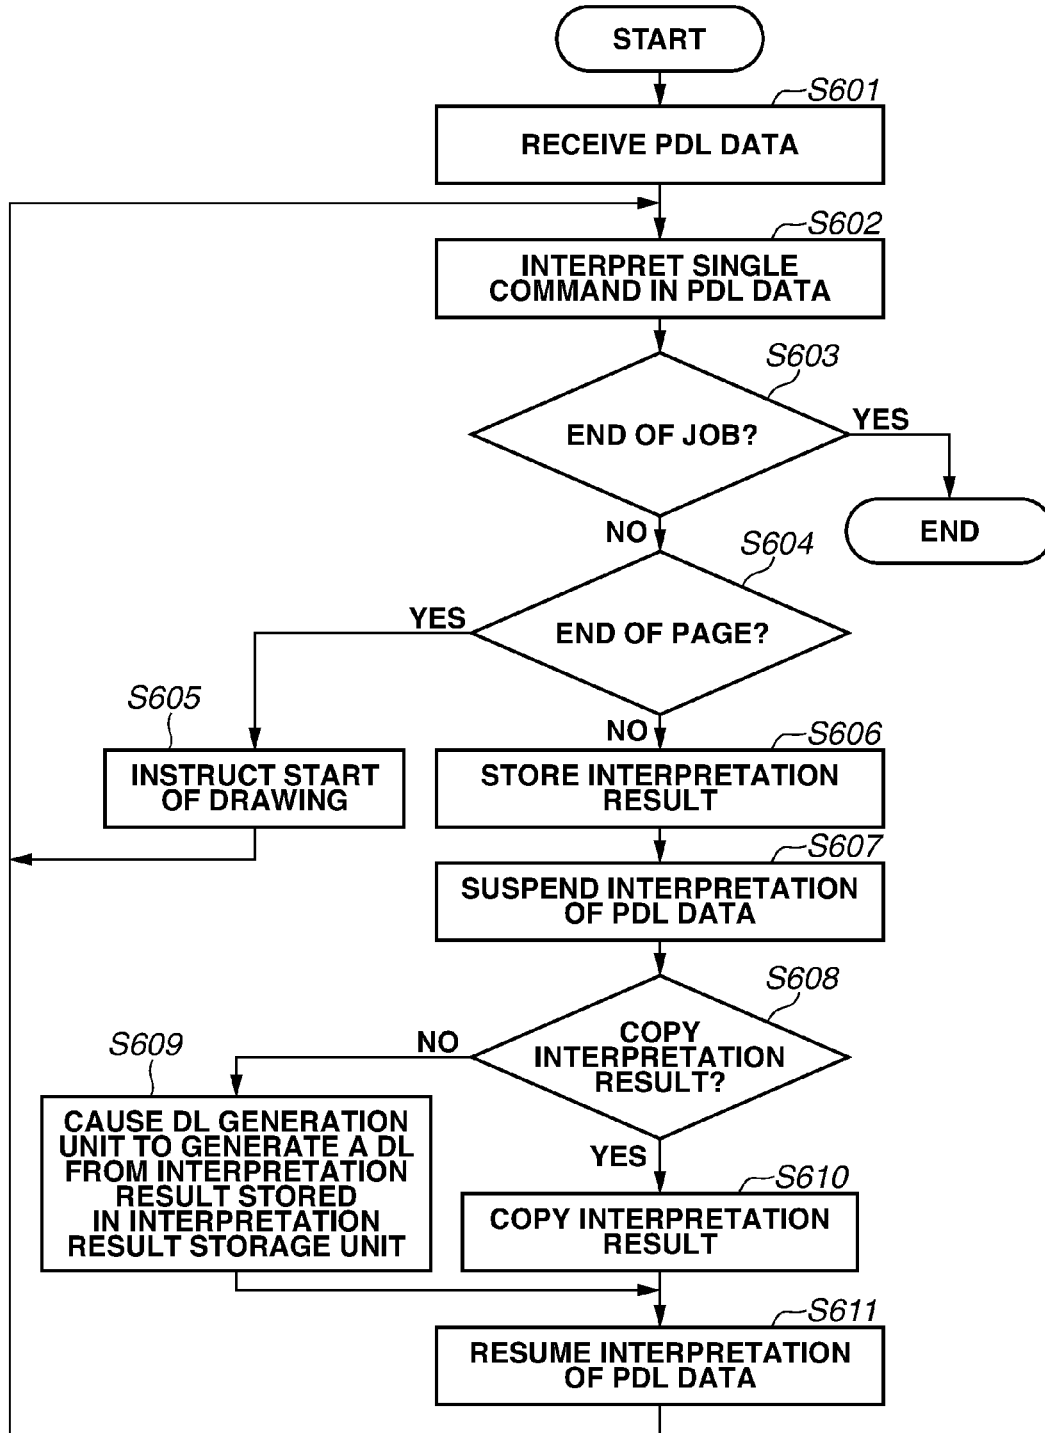 START
S601
RECEIVE PDL DATA
S602
INTERPRET SINGLE
COMMAND IN PDL DATA
S603
END OF JOB?
YES
END
NO
S604
END OF PAGE?
YES
S605
INSTRUCT START
OF DRAWING
NO
S606
STORE INTERPRETATION
RESULT
S607
SUSPEND INTERPRETATION
OF PDL DATA
S608
COPY
INTERPRETATION
RESULT?
NO
S609
CAUSE DL GENERATION
UNIT TO GENERATE A DL
FROM INTERPRETATION
RESULT STORED
IN INTERPRETATION
RESULT STORAGE UNIT
YES
S610
COPY INTERPRETATION
RESULT
S611
RESUME INTERPRETATION
OF PDL DATA